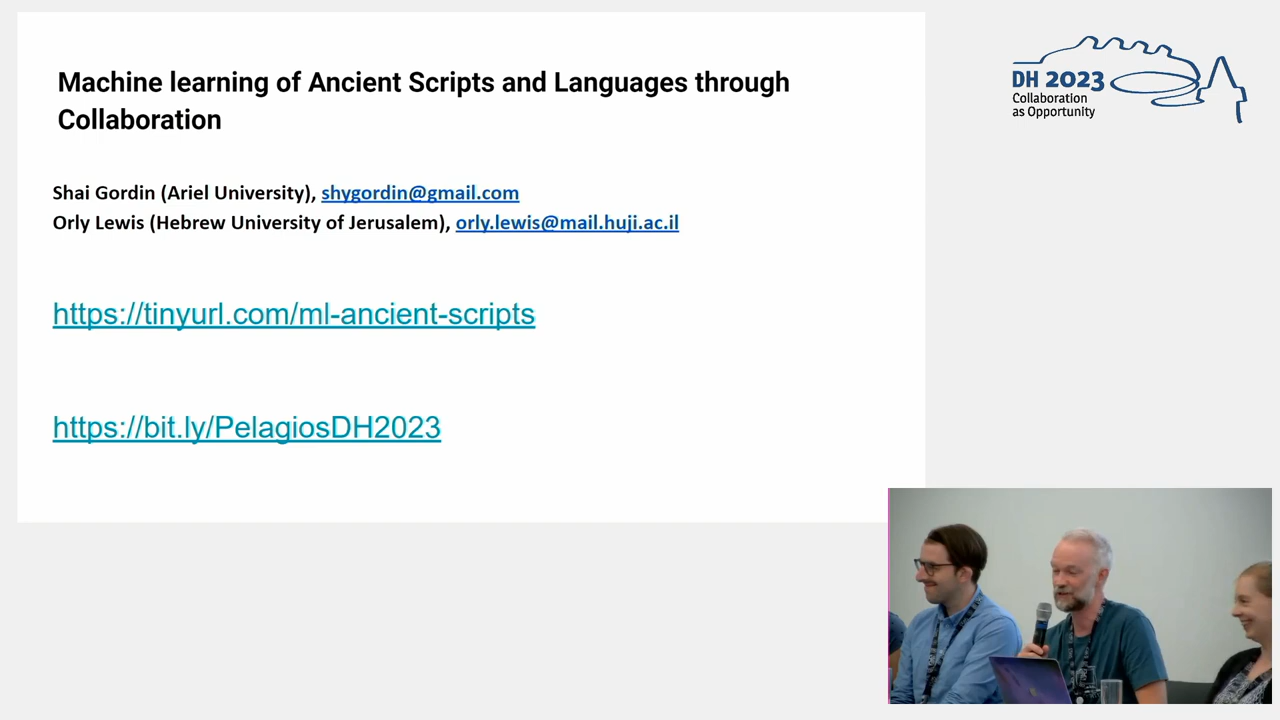 Machine learning of Ancient Scripts and Languages through
Collaboration
Shai Gordin (Ariel University), shygordin@gmail.com
Orly Lewis (Hebrew University of Jerusalem), orly.lewis@mail.huji.ac.il
https://tinyurl.com/ml-ancient-scripts
https://bit.ly/PelagiosDH2023
DH 2023
Collaboration
as Opportunity